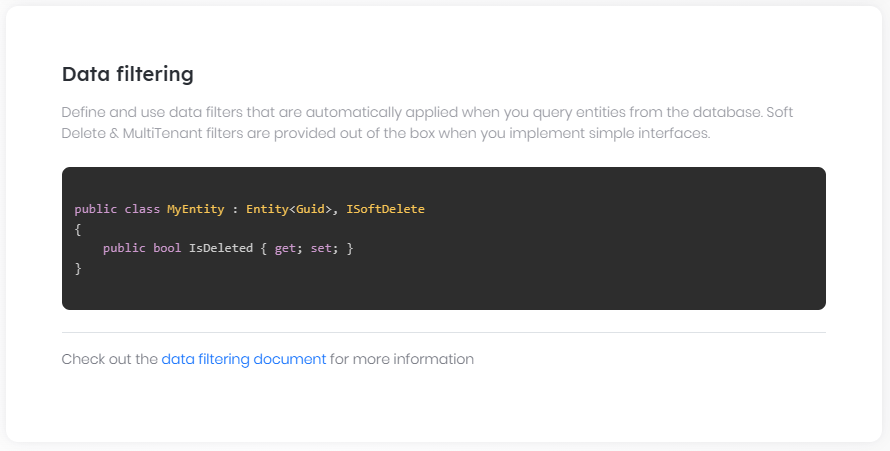 Data filtering
Define and use data filters that are automatically applied when you query entities from the database. Soft
Delete & MultiTenant filters are provided out of the box when you implement simple interfaces.
public class MyEntity : Entity<Guid>, ISoftDelete
{
    public bool IsDeleted { get; set; }
}
Check out the data filtering document for more information